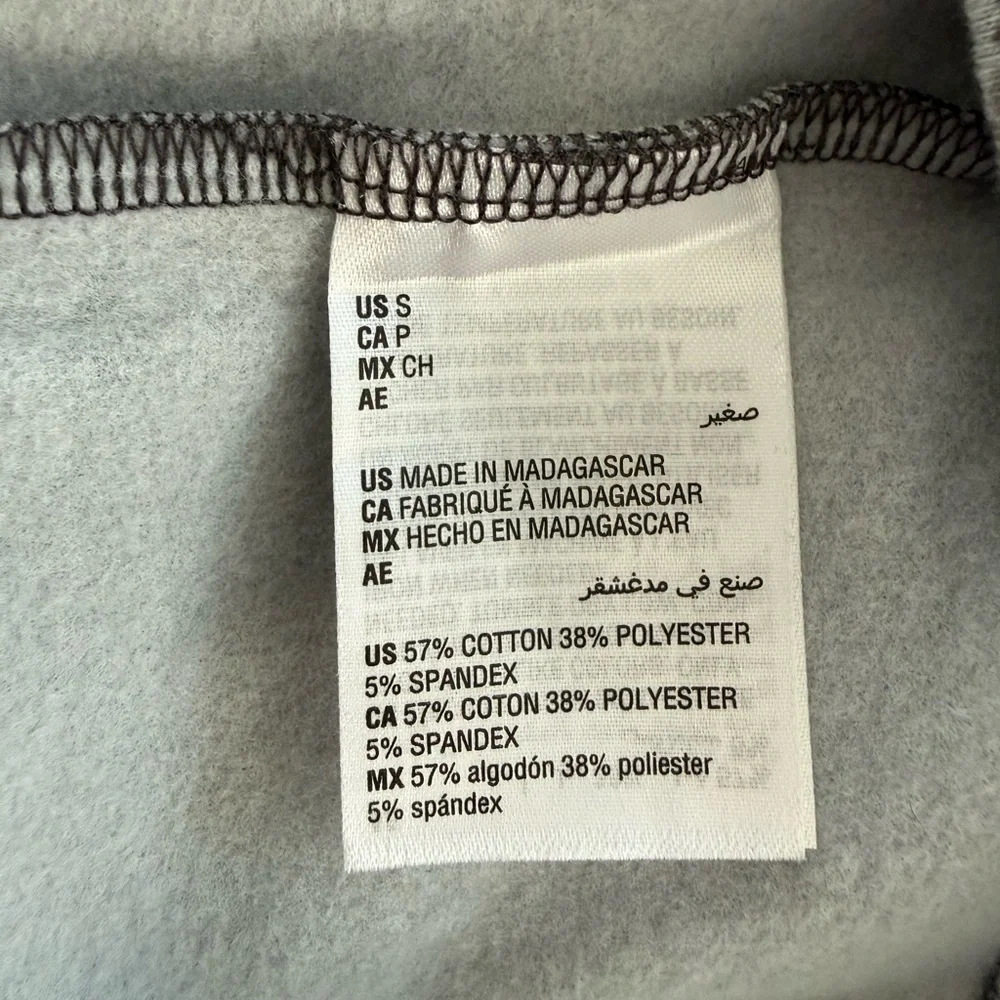 US S
CA P
MX CH
AE
صغير
US MADE IN MADAGASCAR
CA FABRIQUÉ À MADAGASCAR
MX HECHO EN MADAGASCAR
AE
صنع في مدغشقر
US 57% COTTON 38% POLYESTER
5% SPANDEX
CA 57% COTON 38% POLYESTER
5% SPANDEX
MX 57% algodón 38% poliester
5% spándex